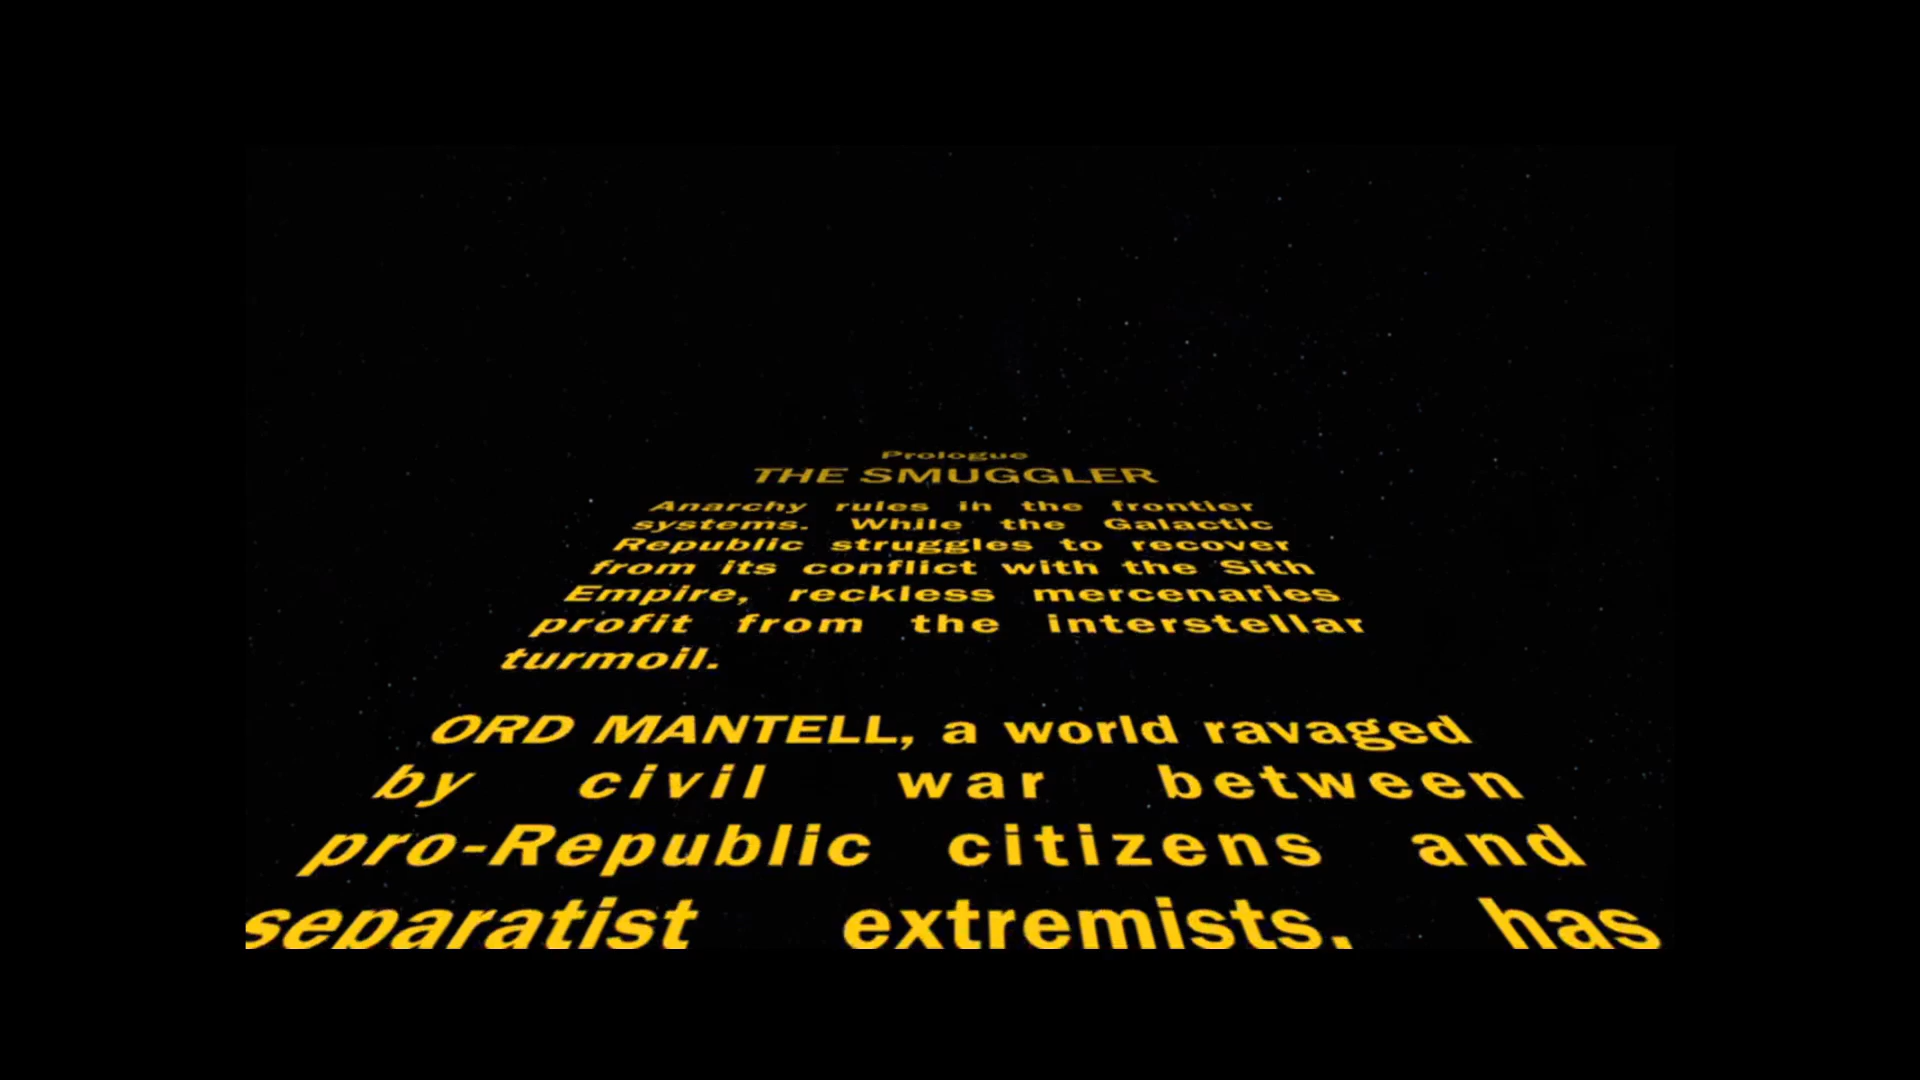 Prologue
THE SMUGGLER
Anarchy rules in the frontier
systems. While the Galactic
Republic struggles to recover
from its conflict with the Sith
Empire, reckless mercenaries
profit from the interstellar
turmoil.
ORD MANTELL, a world ravaged
by civil war between
pro-Republic citizens and
separatist extremists, has